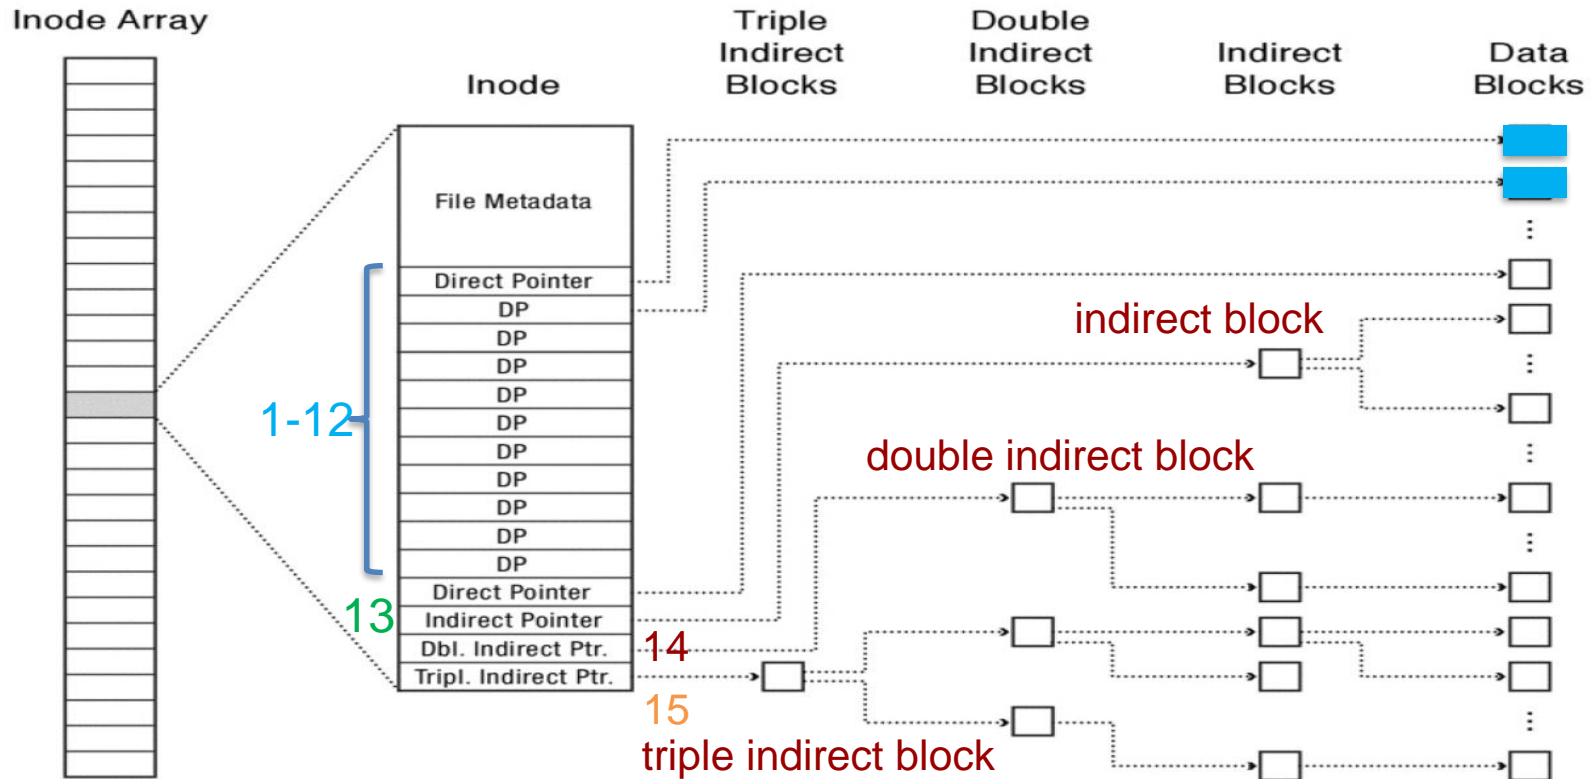 Inode Array
Triple
Indirect
Blocks
Double
Indirect
Blocks
Indirect
Blocks
Data
Blocks
Inode
File Metadata
Direct Pointer
DP
DP
DP
DP
DP
DP
DP
DP
DP
DP
Direct Pointer
Indirect Pointer
Dbl. Indirect Ptr.
Tripl. Indirect Ptr.
1-12
13
14
15
indirect block
double indirect block
triple indirect block